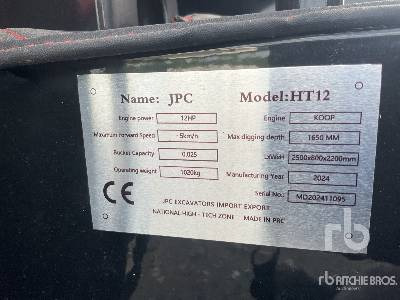 Name: JPC Model:HT12
Engine power 12HP Engine KOOP
Maximum Forward Speed -5km/h Max digging depth 1650 MM
Bucket Capacity 0.025 LxWxH 2500x800x2200mm
Operating weight 1020kg Manufacturing Year 2024
Serial No.: MD202411095
CE
JPC EXCAVATORS IMPORT EXPORT
NATIONAL HIGH - TECH ZONE MADE IN PRC
rb
RITCHIE BROS.
Auctioneers